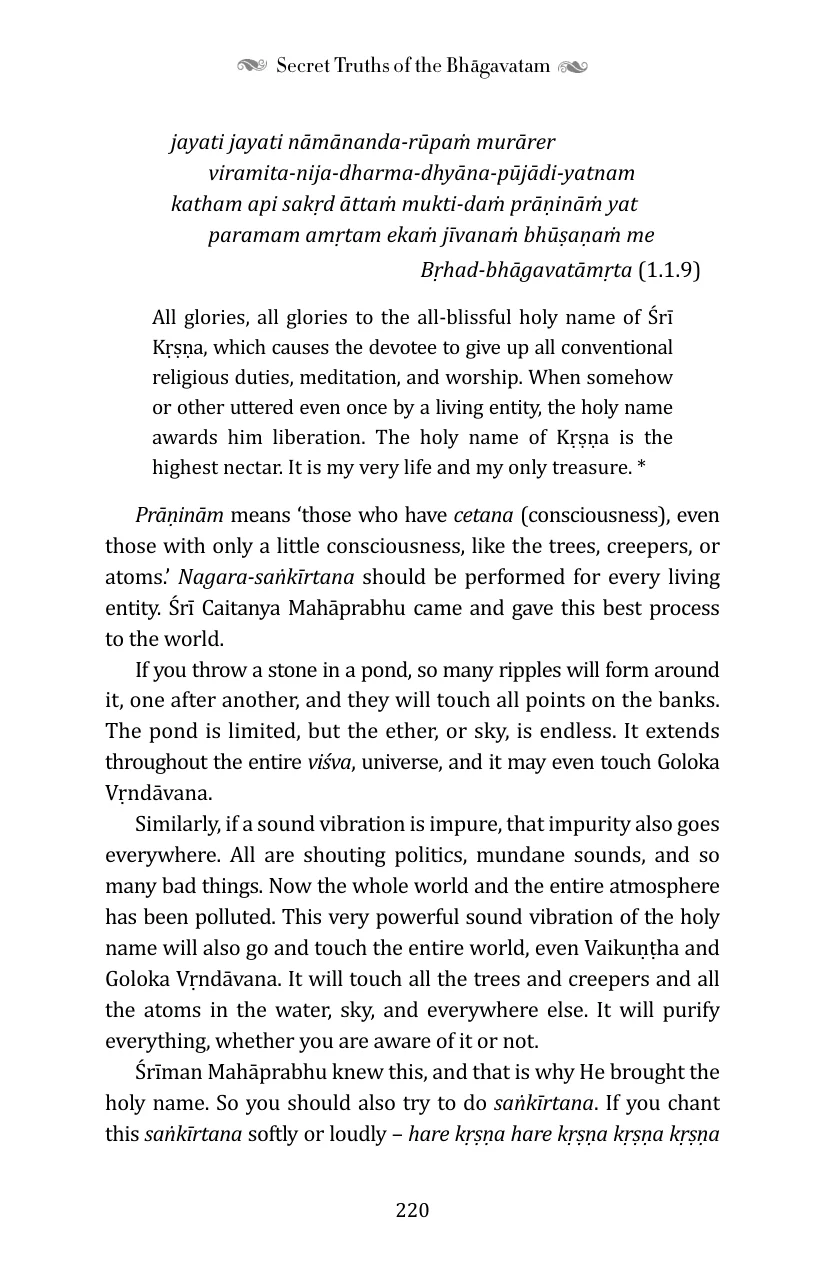 Secret Truths of the Bhāgavatam
jayati jayati nāmānanda-rūpaṁ murārer
viramita-nija-dharma-dhyāna-pūjādi-yatnam
katham api sakṛd āttaṁ mukti-daṁ prāṇināṁ yat
paramam amṛtam ekaṁ jīvanaṁ bhūṣaṇaṁ me
Bṛhad-bhāgavatāmṛta (1.1.9)
All glories, all glories to the all-blissful holy name of Śrī
Kṛṣṇa, which causes the devotee to give up all conventional
religious duties, meditation, and worship. When somehow
or other uttered even once by a living entity, the holy name
awards him liberation. The holy name of Kṛṣṇa is the
highest nectar. It is my very life and my only treasure. *
Prāṇinām means ‘those who have cetana (consciousness), even
those with only a little consciousness, like the trees, creepers, or
atoms.’ Nagara-saṅkīrtana should be performed for every living
entity. Śrī Caitanya Mahāprabhu came and gave this best process
to the world.
If you throw a stone in a pond, so many ripples will form around
it, one after another, and they will touch all points on the banks.
The pond is limited, but the ether, or sky, is endless. It extends
throughout the entire viśva, universe, and it may even touch Goloka
Vṛndāvana.
Similarly, if a sound vibration is impure, that impurity also goes
everywhere. All are shouting politics, mundane sounds, and so
many bad things. Now the whole world and the entire atmosphere
has been polluted. This very powerful sound vibration of the holy
name will also go and touch the entire world, even Vaikuṇṭha and
Goloka Vṛndāvana. It will touch all the trees and creepers and all
the atoms in the water, sky, and everywhere else. It will purify
everything, whether you are aware of it or not.
Śrīman Mahāprabhu knew this, and that is why He brought the
holy name. So you should also try to do saṅkīrtana. If you chant
this saṅkīrtana softly or loudly – hare kṛṣṇa hare kṛṣṇa kṛṣṇa kṛṣṇa
220